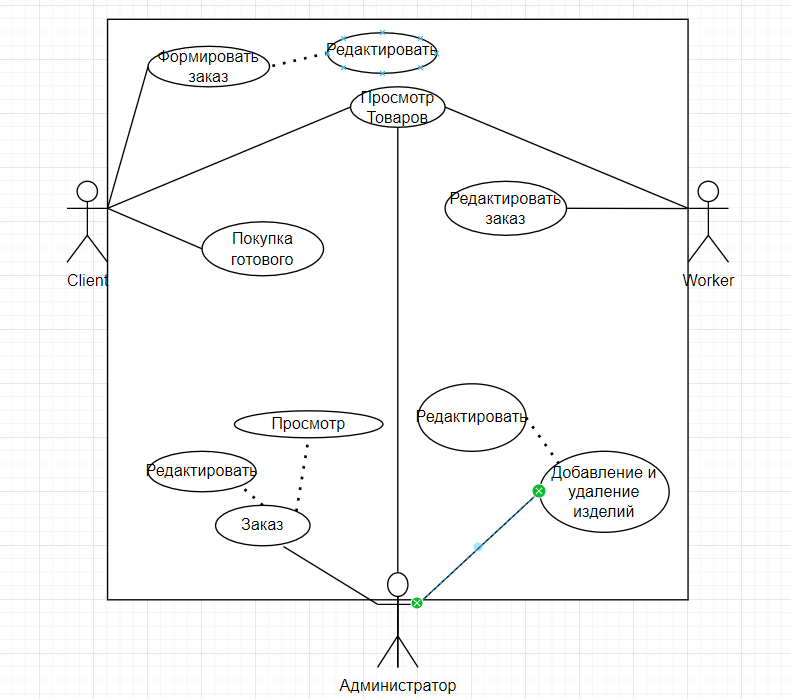 Формировать
заказ
Редактировать
Просмотр
Товаров
Редактировать
заказ
Покупка
готового
Client
Worker
Просмотр
Редактировать
Редактировать
Заказ
Добавление и
удаление
изделий
Администратор